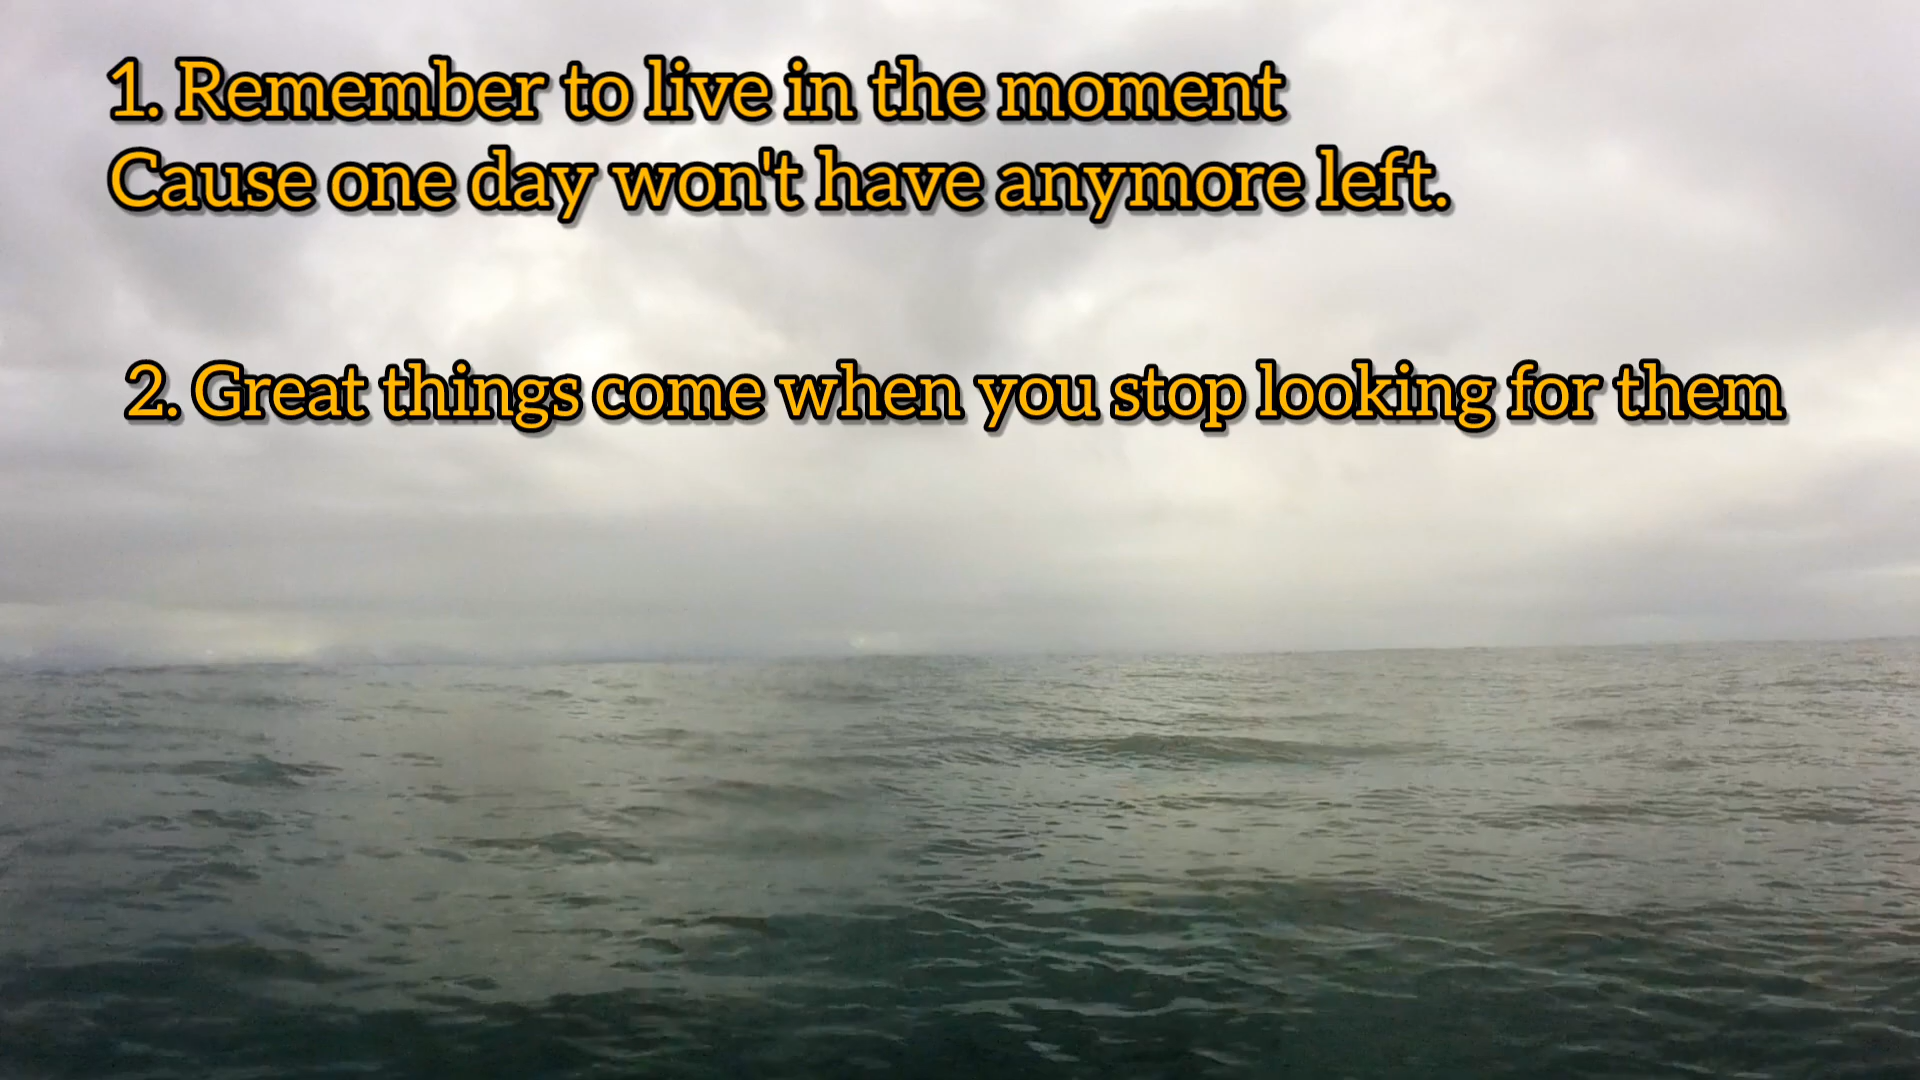 1. Remember to live in the moment
Cause one day won't have anymore left.
2. Great things come when you stop looking for them